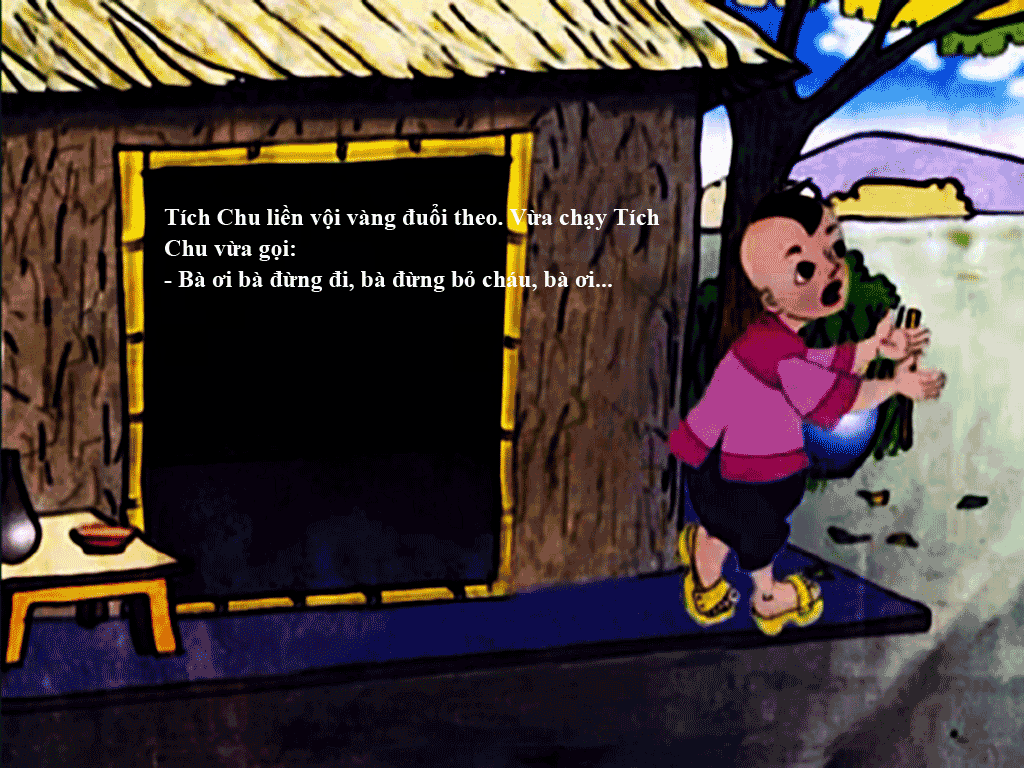 Tích Chu liền vội vàng đuổi theo. Vừa chạy Tích
Chu vừa gọi:
- Bà ơi bà đừng đi, bà đừng bỏ cháu, bà ơi...